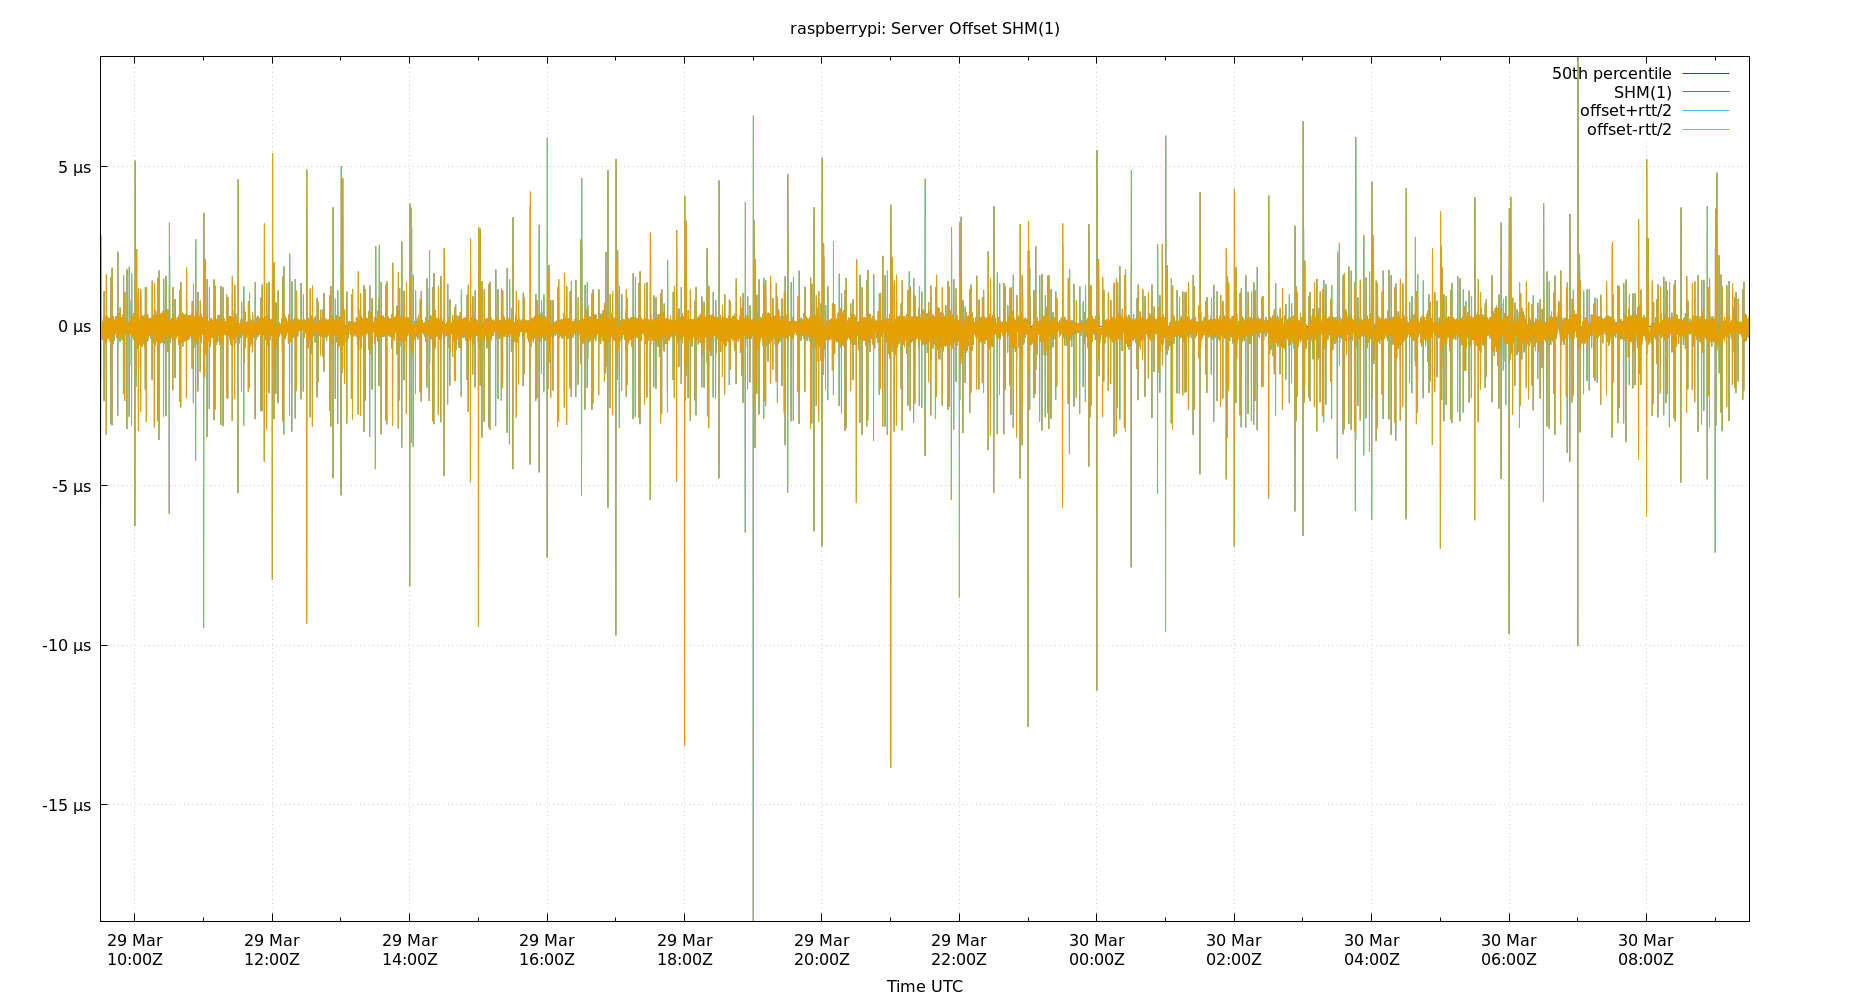 raspberrypi: Server Offset SHM(1)
50th percentile
SHM(1)
offset+rtt/2
offset-rtt/2
5 µs
0 µs
-5 µs
-10 µs
-15 µs
29 Mar 29 Mar 29 Mar 29 Mar 29 Mar 29 Mar 29 Mar 30 Mar 30 Mar 30 Mar 30 Mar 30 Mar
10:00Z 12:00Z 14:00Z 16:00Z 18:00Z 20:00Z 22:00Z 00:00Z 02:00Z 04:00Z 06:00Z 08:00Z
Time UTC